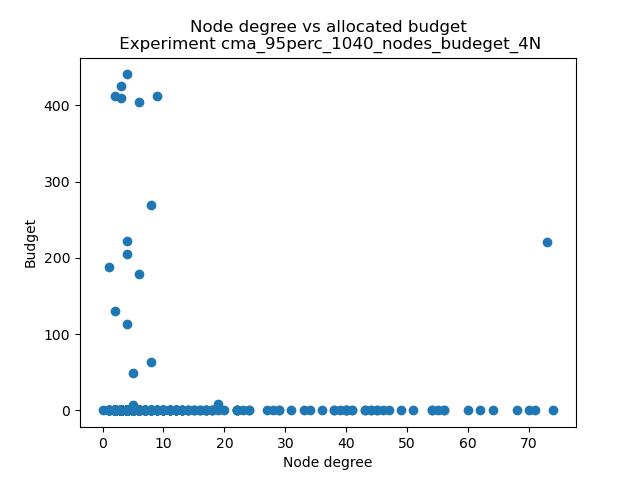 Node degree vs allocated budget
Experiment cma_95perc_1040_nodes_budeget_4N
Budget
400
300
200
100
0
0 10 20 30 40 50 60 70
Node degree